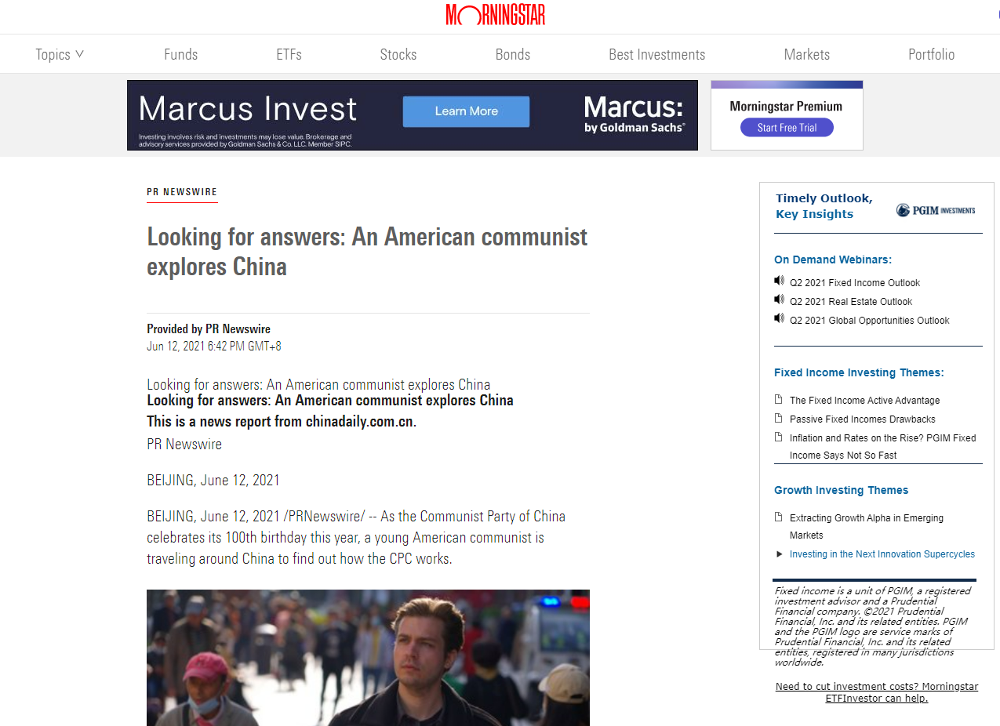 MORNINGSTAR
Topics
Funds
ETFs
Stocks
Bonds
Best Investments
Markets
Portfolio
Marcus Invest
Investing involves risk and investments may lose value. Brokerage and
advisory services provided by Goldman Sachs & Co. LLC. Member SIPC.
Learn More
Marcus:
by Goldman Sachs®
Morningstar Premium
Start Free Trial
PR NEWSWIRE
Looking for answers: An American communist
explores China
Provided by PR Newswire
Jun 12, 2021 6:42 PM GMT+8
Looking for answers: An American communist explores China
Looking for answers: An American communist explores China
This is a news report from chinadaily.com.cn.
PR Newswire
BEIJING, June 12, 2021
BEIJING, June 12, 2021 /PRNewswire/ -- As the Communist Party of China
celebrates its 100th birthday this year, a young American communist is
traveling around China to find out how the CPC works.
Timely Outlook,
Key Insights
PGIM INVESTMENTS
On Demand Webinars:
Q2 2021 Fixed Income Outlook
Q2 2021 Real Estate Outlook
Q2 2021 Global Opportunities Outlook
Fixed Income Investing Themes:
The Fixed Income Active Advantage
Passive Fixed Incomes Drawbacks
Inflation and Rates on the Rise? PGIM Fixed
Income Says Not So Fast
Growth Investing Themes
Extracting Growth Alpha in Emerging
Markets
Investing in the Next Innovation Supercycles
Fixed income is a unit of PGIM, a registered
investment advisor and a Prudential
Financial company. ©2021 Prudential
Financial, Inc. and its related entities. PGIM
and the PGIM logo are service marks of
Prudential Financial, Inc. and its related
entities, registered in many jurisdictions
worldwide.
Need to cut investment costs? Morningstar
ETFInvestor can help.